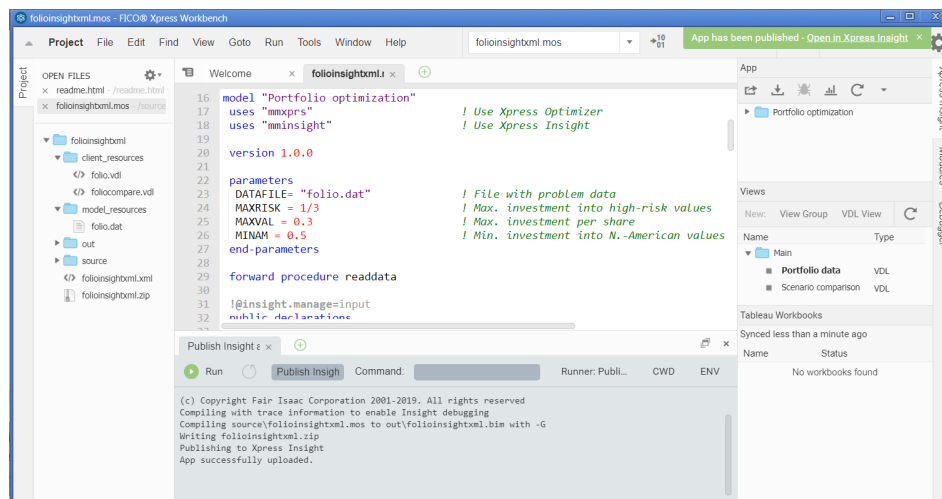 folioinsightxml.mos - FICO® Xpress Workbench
Project File Edit Find View Goto Run Tools Window Help
folioinsightxml.mos
10
01
App has been published - Open in Xpress Insight ×
Project
OPEN FILES
× readme.html - /readme.html
× folioinsightxml.mos - /source
folioinsightxml
client_resources
</> folio.vdl
</> foliocompare.vdl
model_resources
folio.dat
out
source
</> folioinsightxml.xml
folioinsightxml.zip
Welcome ×
folioinsightxml.r ×
16 model "Portfolio optimization"
17 uses "mmxprs" ! Use Xpress Optimizer
18 uses "mminsight" ! Use Xpress Insight
19
20 version 1.0.0
21
22 parameters
23 DATAFILE= "folio.dat" ! File with problem data
24 MAXRISK = 1/3 ! Max. investment into high-risk values
25 MAXVAL = 0.3 ! Max. investment per share
26 MINAM = 0.5 ! Min. investment into N.-American values
27 end-parameters
28
29 forward procedure readdata
30
31 !@insight.manage=input
32 public declarations
Publish Insight a ×
Run Publish Insigh Command: Runner: Publi... CWD ENV
(c) Copyright Fair Isaac Corporation 2001-2019. All rights reserved
Compiling with trace information to enable Insight debugging
Compiling source\folioinsightxml.mos to out\folioinsightxml.bim with -G
Writing folioinsightxml.zip
Publishing to Xpress Insight
App successfully uploaded.
App
Portfolio optimization
Views
New: View Group VDL View
Name Type
Main
Portfolio data VDL
Scenario comparison VDL
Tableau Workbooks
Synced less than a minute ago
Name Status
No workbooks found
Debugger